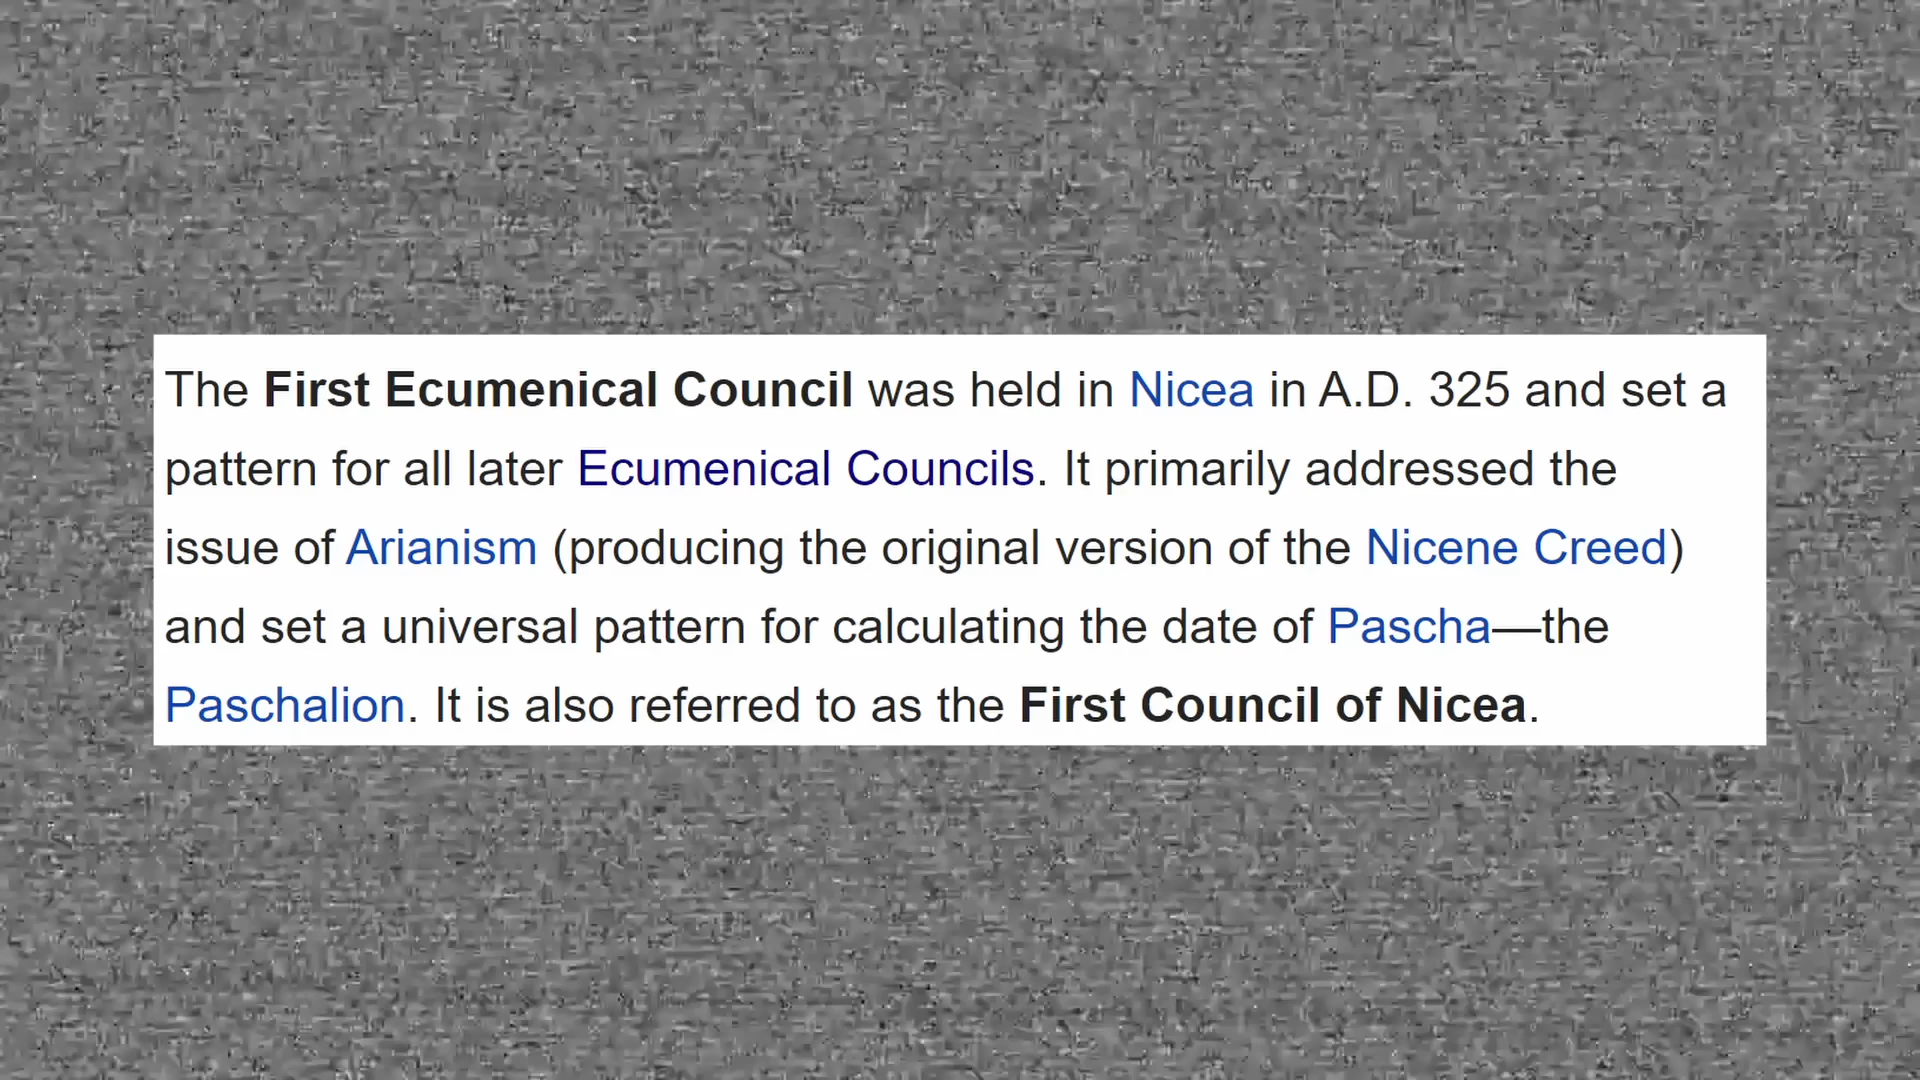 The First Ecumenical Council was held in Nicea in A.D. 325 and set a
pattern for all later Ecumenical Councils. It primarily addressed the
issue of Arianism (producing the original version of the Nicene Creed)
and set a universal pattern for calculating the date of Pascha—the
Paschalion. It is also referred to as the First Council of Nicea.